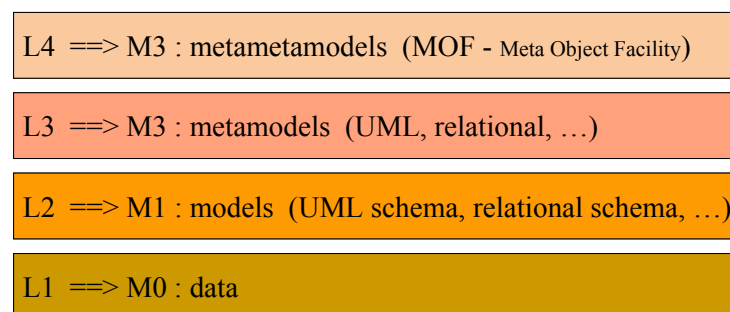 L4 ==> M3 : metametamodels (MOF - Meta Object Facility)
L3 ==> M3 : metamodels (UML, relational, …)
L2 ==> M1 : models (UML schema, relational schema, …)
L1 ==> M0 : data